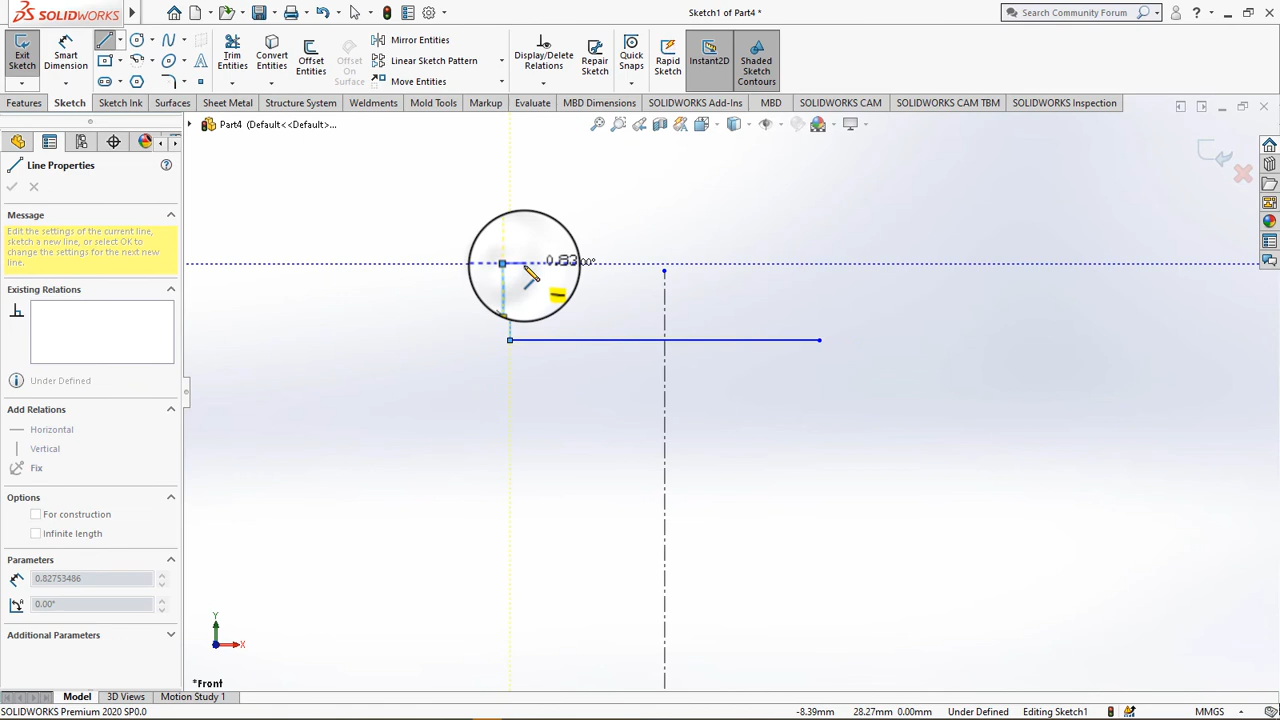 SOLIDWORKS
Sketch1 of Part4 *
Search Community Forum
Exit Sketch
Smart Dimension
Trim Entities
Convert Entities
Offset Entities
Offset On Surface
Mirror Entities
Linear Sketch Pattern
Move Entities
Display/Delete Relations
Repair Sketch
Quick Snaps
Rapid Sketch
Instant2D
Shaded Sketch Contours
Features
Sketch
Sketch Ink
Surfaces
Sheet Metal
Structure System
Weldments
Mold Tools
Markup
Evaluate
MBD Dimensions
SOLIDWORKS Add-Ins
MBD
SOLIDWORKS CAM
SOLIDWORKS CAM TBM
SOLIDWORKS Inspection
Part4 (Default<<Default>...
Line Properties
Message
Edit the settings of the current line,
sketch a new line, or select OK to
change the settings for the next new
line.
Existing Relations
Under Defined
Add Relations
Horizontal
Vertical
Fix
Options
For construction
Infinite length
Parameters
0.82753486
0.00°
Additional Parameters
0.83
Y
X
*Front
Model
3D Views
Motion Study 1
SOLIDWORKS Premium 2020 SP0.0
-8.39mm
28.27mm
0.00mm
Under Defined
Editing Sketch1
MMGS